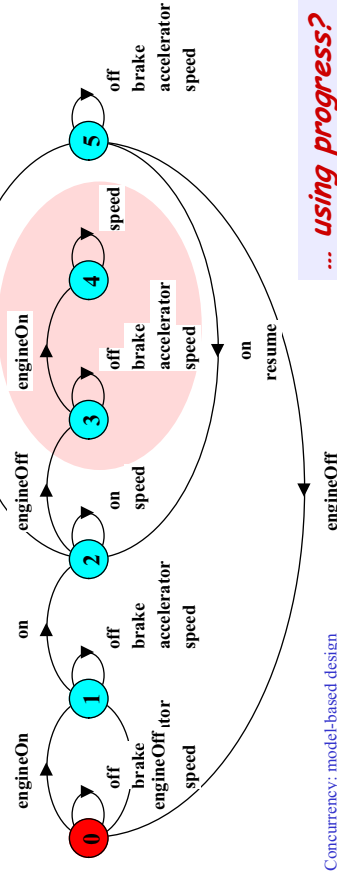 engineOn
on
engineOff
engineOn
0
1
2
3
4
5
off
brake
engineOff
itor
speed
off
brake
accelerator
speed
on
speed
off
brake
accelerator
speed
speed
off
brake
accelerator
speed
on
resume
engineOff
Concurrency: model-based design
... using progress?